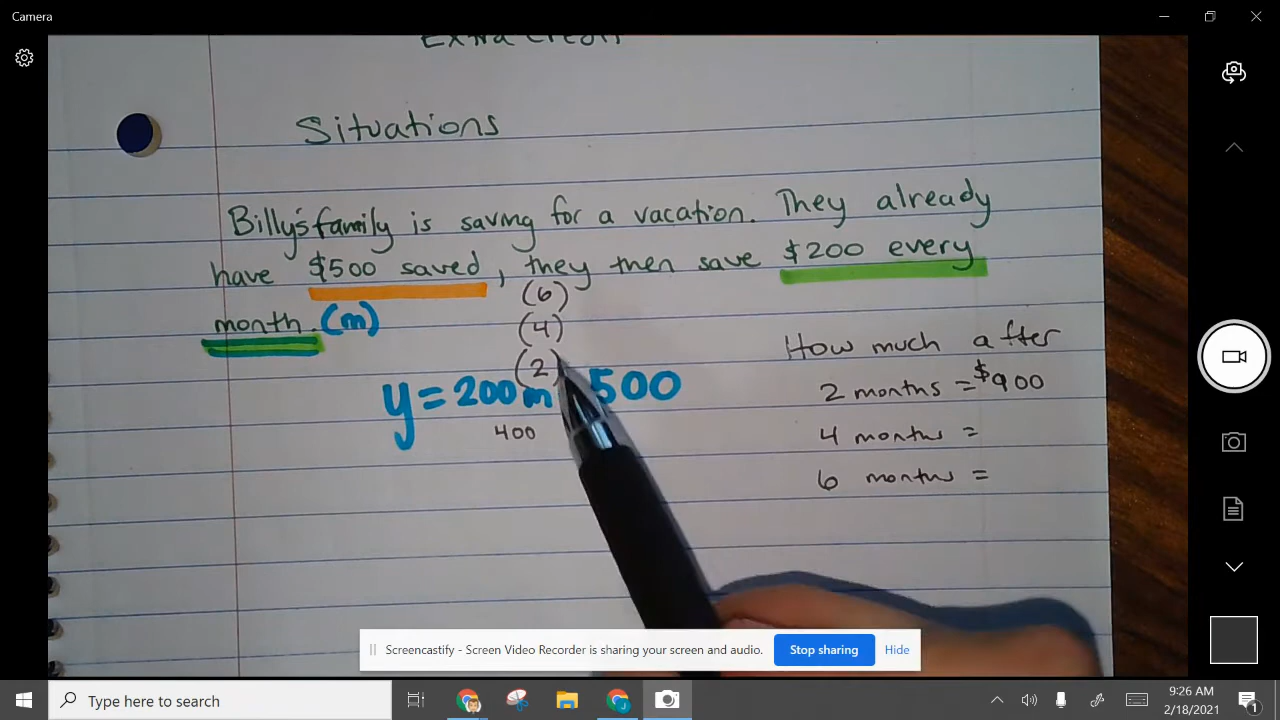 Camera
Extra Credit
Situations
Billy's family is saving for a vacation. They already
have $500 saved, they then save $200 every
month. (m)
(6)
(4)
(2)
y = 200m 500
400
How much after
2 months = $900
4 months =
6 months =
Screencastify - Screen Video Recorder is sharing your screen and audio.
Stop sharing
Hide
Type here to search
9:26 AM
2/18/2021
1